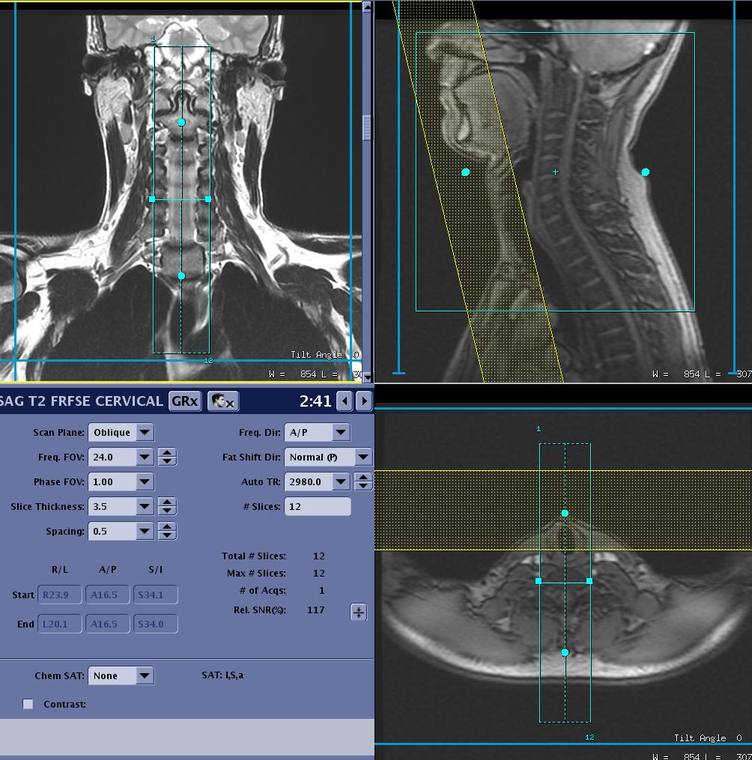 1
12
Tilt Angle 0
W = 854 L = 30
W = 854 L = 307
SAG T2 FRFSE CERVICAL GRx 2:41
Scan Plane: Oblique Freq. Dir: A/P
Freq. FOV: 24.0 Fat Shift Dir: Normal (P)
Phase FOV: 1.00 Auto TR: 2980.0
Slice Thickness: 3.5 # Slices: 12
Spacing: 0.5
Total # Slices: 12
R/L A/P S/I Max # Slices: 12
Start R23.9 A16.5 S34.1 # of Acqs: 1
Rel. SNR(%): 117
End L20.1 A16.5 S34.0
Chem SAT: None SAT: I,S,a
Contrast:
1
12
Tilt Angle 0
W = 854 L = 307